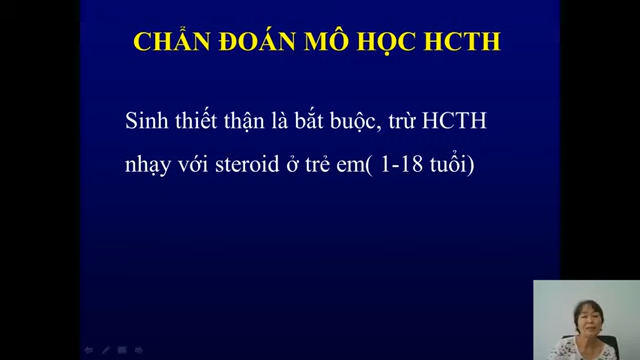 CHẨN ĐOÁN MÔ HỌC HCTH
Sinh thiết thận là bắt buộc, trừ HCTH
nhạy với steroid ở trẻ em( 1-18 tuổi)